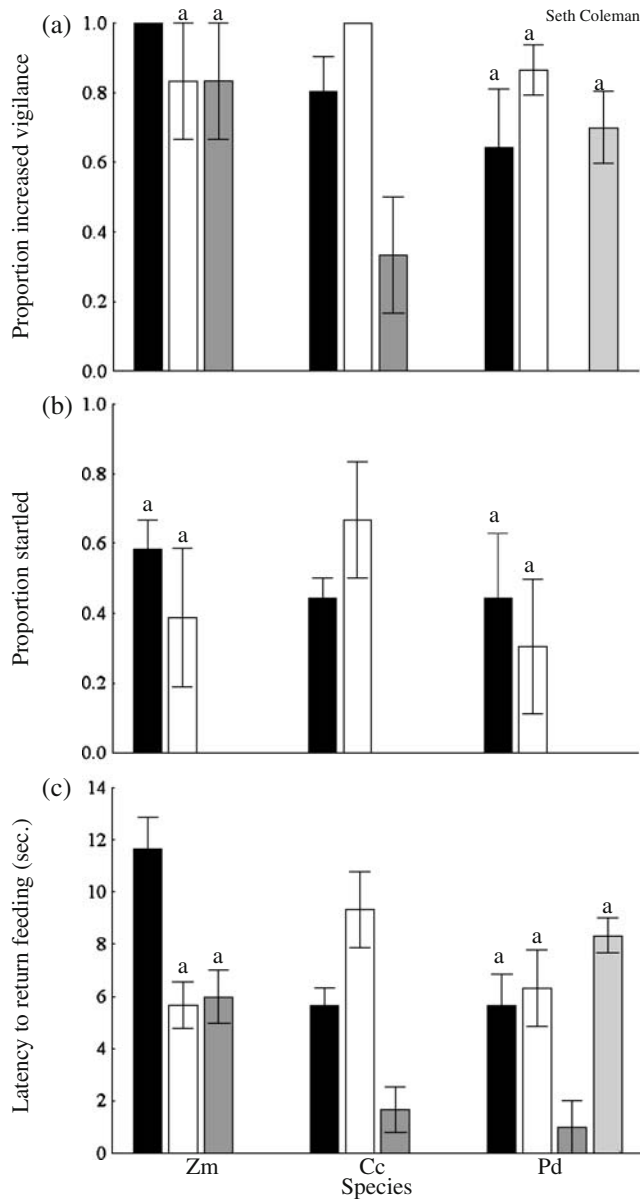 Seth Coleman
(a)
Proportion increased vigilance
1.0
0.8
0.6
0.4
0.2
0.0
a
a
a
a
a
(b)
Proportion startled
1.0
0.8
0.6
0.4
0.2
0.0
a
a
a
a
(c)
Latency to return feeding (sec.)
14
12
10
8
6
4
2
0
a
a
a
a
a
Zm
Cc
Pd
Species